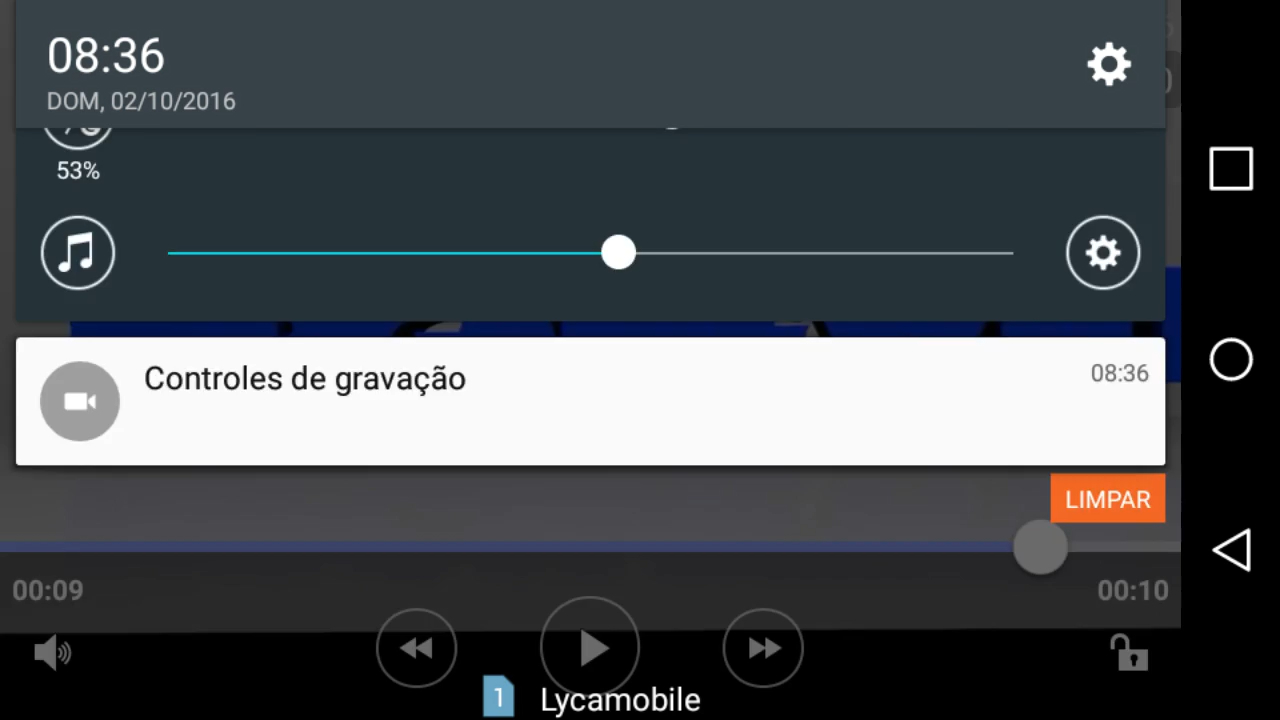 08:36
DOM, 02/10/2016
53%
Controles de gravação
08:36
LIMPAR
00:09
00:10
1 Lycamobile